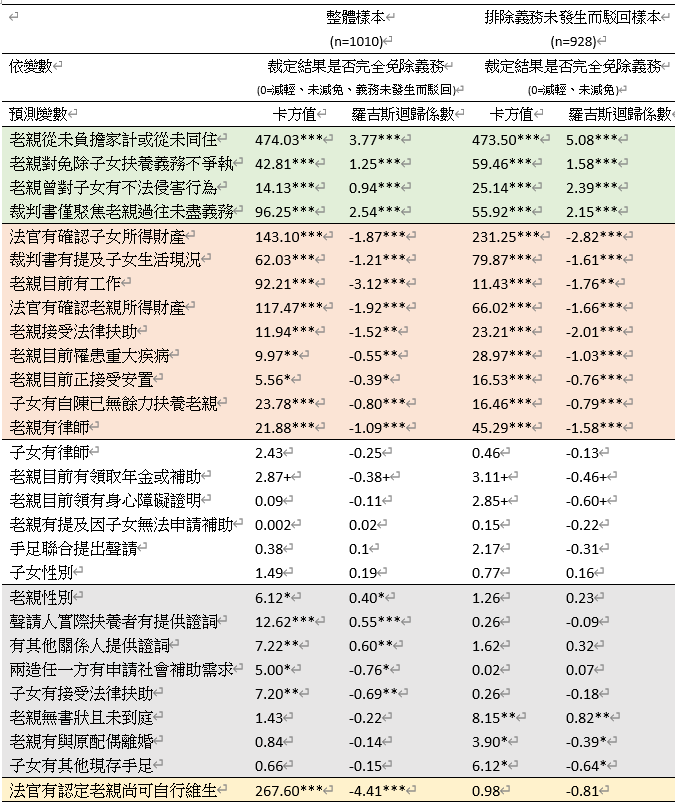 整體樣本 排除義務未發生而駁回樣本
(n=1010) (n=928)
依變數 裁定結果是否完全免除義務 裁定結果是否完全免除義務
(0=減輕、未減免、義務未發生而駁回) (0=減輕、未減免)
預測變數 卡方值 羅吉斯迴歸係數 卡方值 羅吉斯迴歸係數
老親從未負擔家計或從未同住 474.03*** 3.77*** 473.50*** 5.08***
老親對免除子女扶養義務不爭執 42.81*** 1.25*** 59.46*** 1.58***
老親曾對子女有不法侵害行為 14.13*** 0.94*** 25.14*** 2.39***
裁判書僅聚焦老親過往未盡義務 96.25*** 2.54*** 55.92*** 2.15***
法官有確認子女所得財產 143.10*** -1.87*** 231.25*** -2.82***
裁判書有提及子女生活現況 62.03*** -1.21*** 79.87*** -1.61***
老親目前有工作 92.21*** -3.12*** 11.43*** -1.76**
法官有確認老親所得財產 117.47*** -1.92*** 66.02*** -1.66***
老親接受法律扶助 11.94*** -1.52** 23.21*** -2.01***
老親目前罹患重大疾病 9.97** -0.55** 28.97*** -1.03***
老親目前正接受安置 5.56* -0.39* 16.53*** -0.76***
子女有自陳已無餘力扶養老親 23.78*** -0.80*** 16.46*** -0.79***
老親有律師 21.88*** -1.09*** 45.29*** -1.58***
子女有律師 2.43 -0.25 0.46 -0.13
老親目前有領取年金或補助 2.87+ -0.38+ 3.11+ -0.46+
老親目前領有身心障礙證明 0.09 -0.11 2.85+ -0.60+
老親有提及因子女無法申請補助 0.002 0.02 0.15 -0.22
手足聯合提出聲請 0.38 0.1 2.17 -0.31
子女性別 1.49 0.19 0.77 0.16
老親性別 6.12* 0.40* 1.26 0.23
聲請人實際扶養者有提供證詞 12.62*** 0.55*** 0.26 -0.09
有其他關係人提供證詞 7.22** 0.60** 1.62 0.32
兩造任一方有申請社會補助需求 5.00* -0.76* 0.02 0.07
子女有接受法律扶助 7.20** -0.69** 0.26 -0.18
老親無書狀且未到庭 1.43 -0.22 8.15** 0.82**
老親有與原配偶離婚 0.84 -0.14 3.90* -0.39*
子女有其他現存手足 0.66 -0.15 6.12* -0.64*
法官有認定老親尚可自行維生 267.60*** -4.41*** 0.98 -0.81